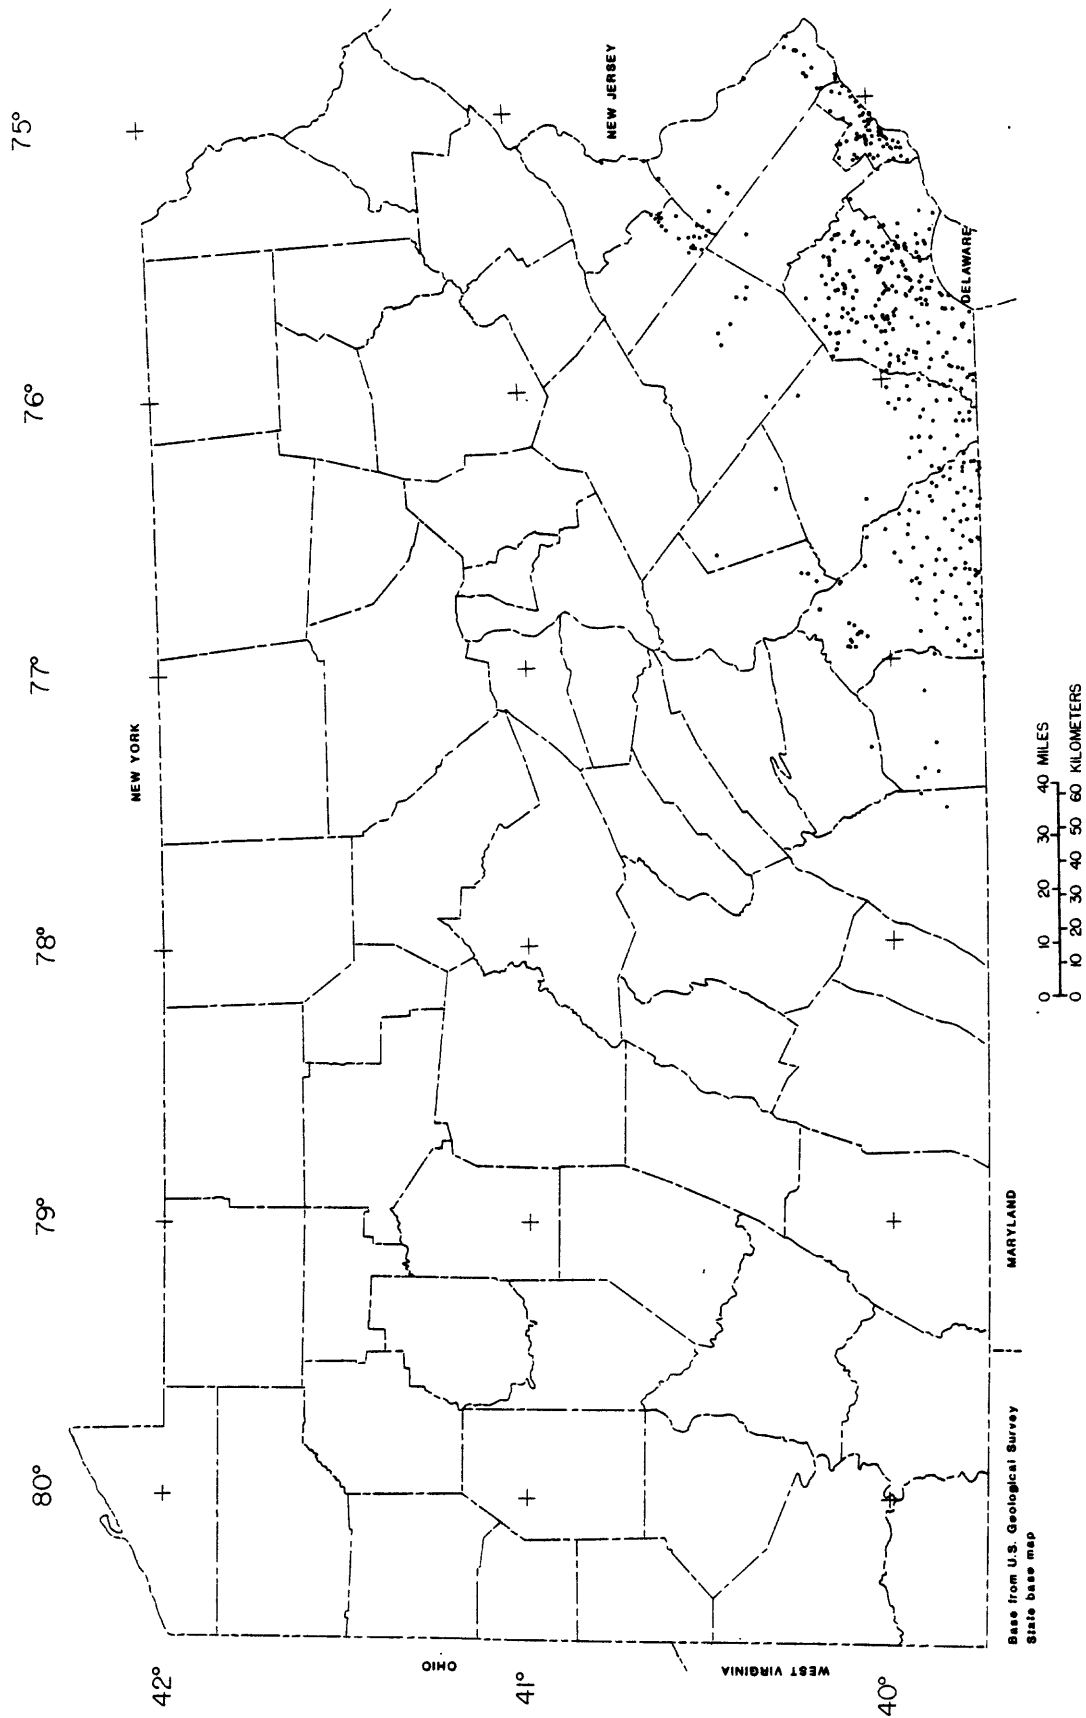 75°
76°
77°
78°
79°
80°
42°
41°
40°
NEW YORK
NEW JERSEY
DELAWARE
MARYLAND
WEST VIRGINIA
OHIO
0 10 20 30 40 MILES
0 10 20 30 40 50 60 KILOMETERS
Base from U.S. Geological Survey
State base map